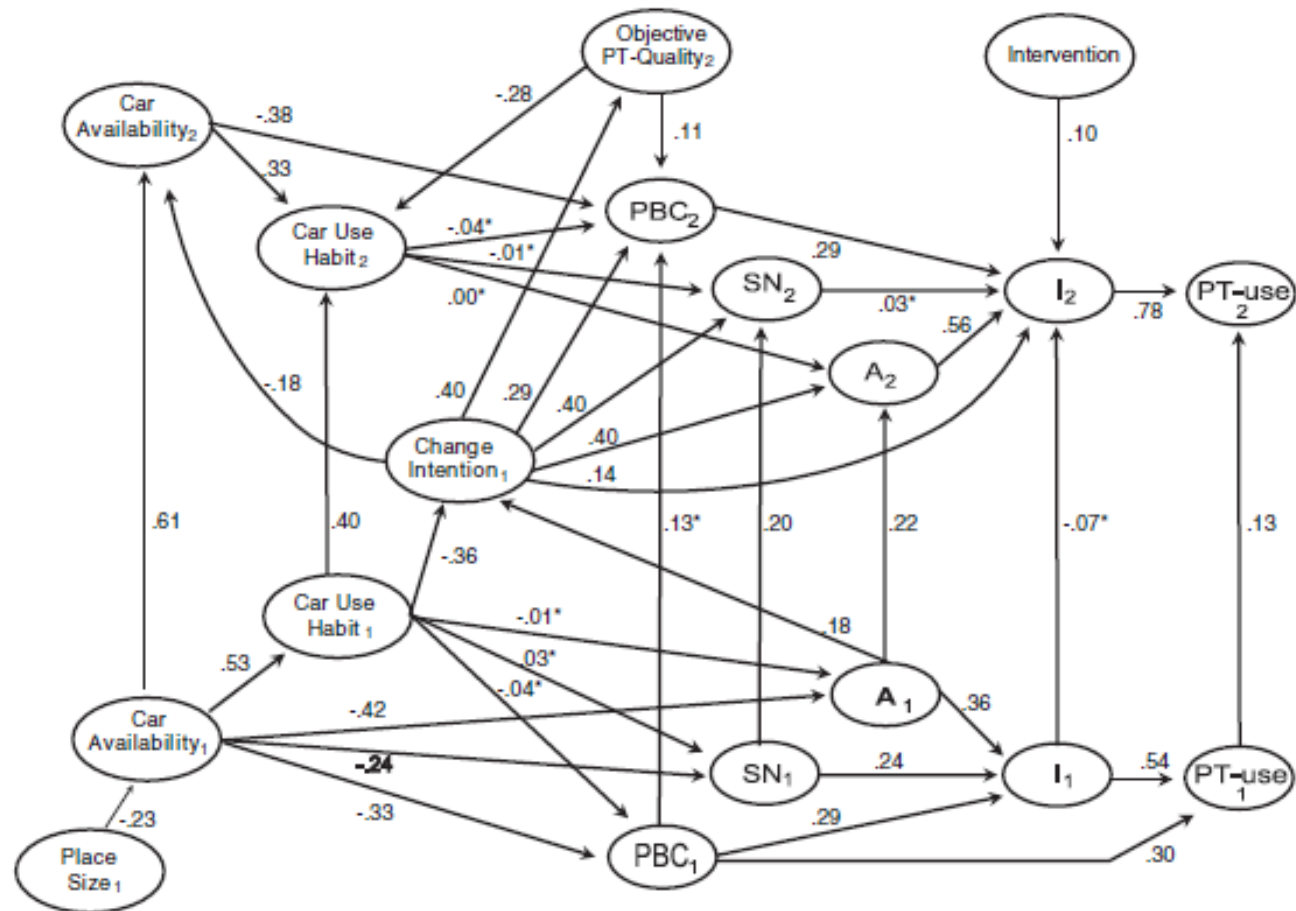 Objective
PT-Quality₂
Intervention
Car
Availability₂
-.28
-.38
.11
.10
.33
PBC₂
Car Use
Habit₂
-.04*
-.01*
.29
SN₂
.00*
.03*
I₂
PT-use
2
.78
.56
A₂
-.18
.40
.29
.40
.40
Change
Intention₁
.14
.61
.40
.13*
.20
.22
-.07*
.13
-.36
Car Use
Habit₁
-.01*
.18
.03*
.53
-.04*
A₁
.36
Car
Availability₁
-.42
-.24
SN₁
.24
I₁
.54
PT-use
1
-.23
-.33
.29
PBC₁
.30
Place
Size₁